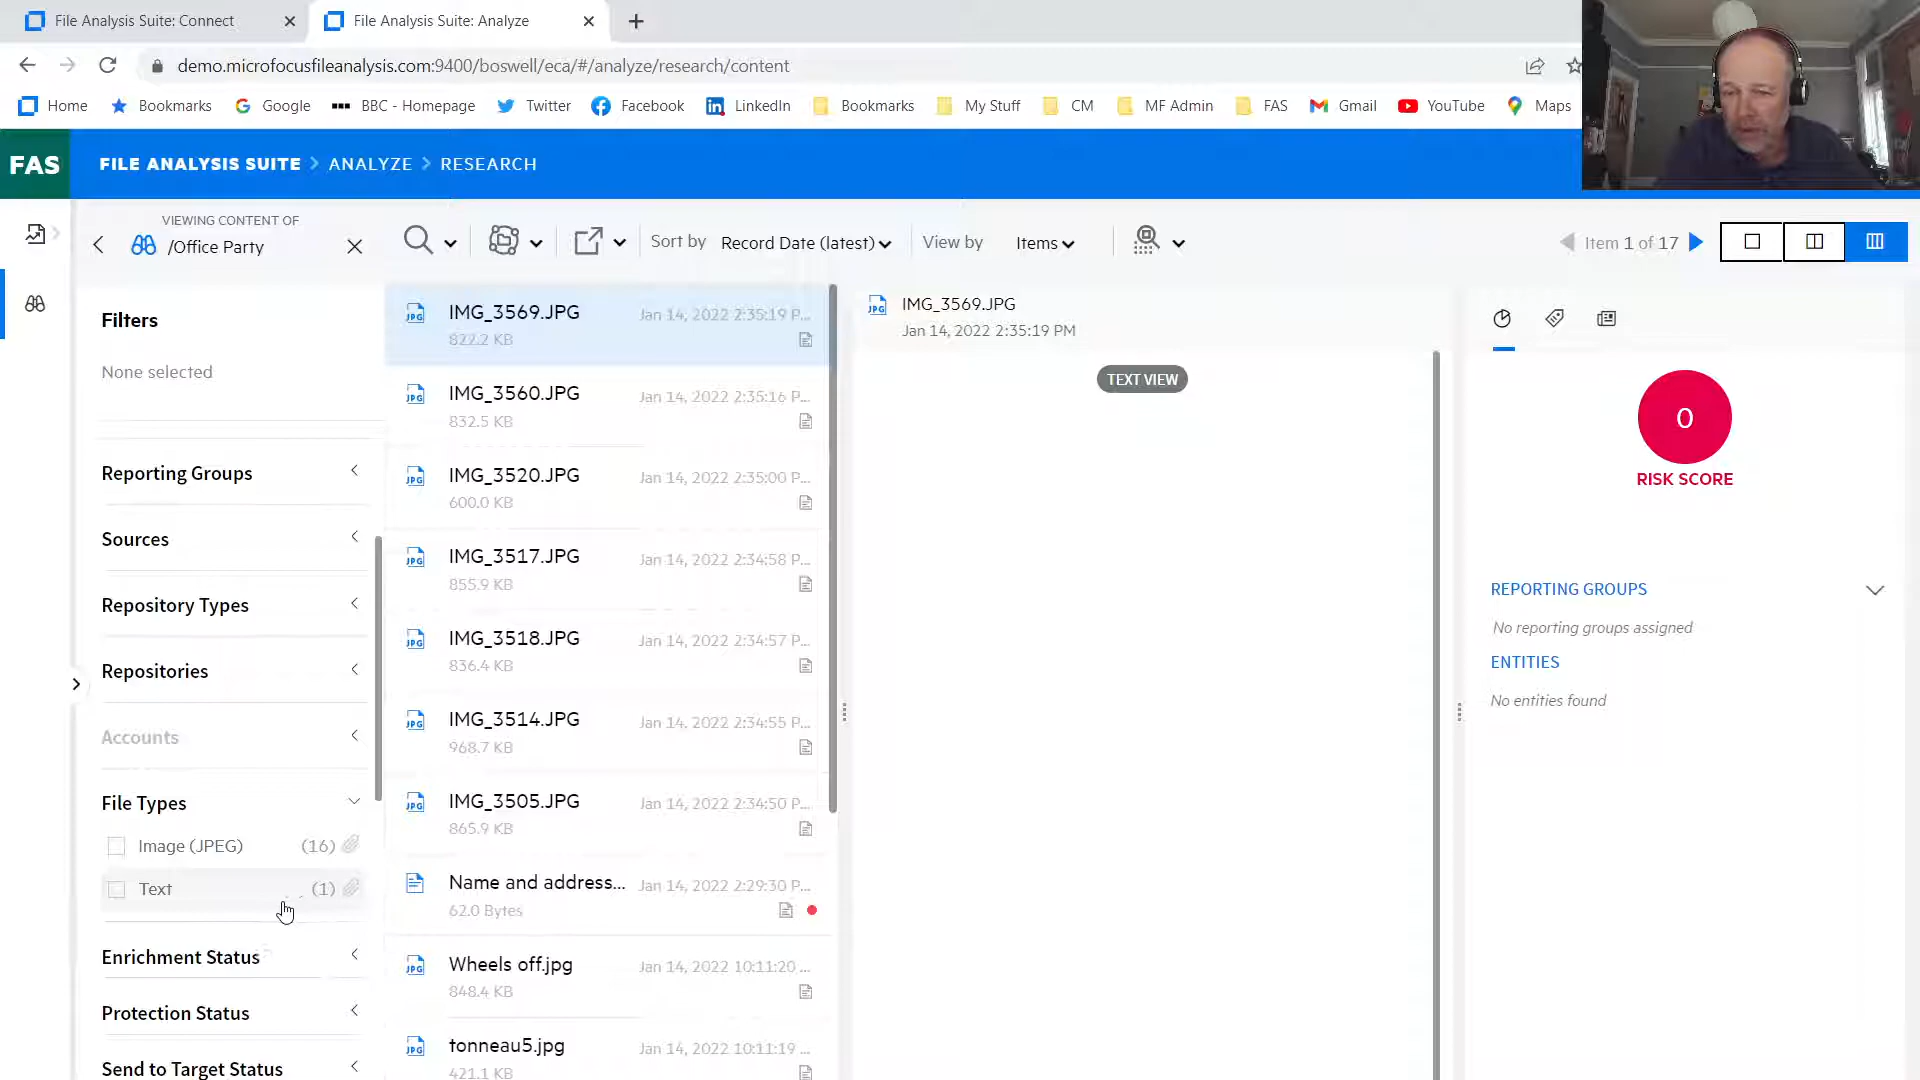 File Analysis Suite: Connect
File Analysis Suite: Analyze
demo.microfocusfileanalysis.com:9400/boswell/eca/#/analyze/research/content
Home
Bookmarks
Google
BBC - Homepage
Twitter
Facebook
LinkedIn
Bookmarks
My Stuff
CM
MF Admin
FAS
Gmail
YouTube
Maps
FAS
FILE ANALYSIS SUITE > ANALYZE > RESEARCH
VIEWING CONTENT OF
/Office Party
Sort by
Record Date (latest)
View by
Items
Item 1 of 17
Filters
None selected
Reporting Groups
Sources
Repository Types
Repositories
Accounts
File Types
Image (JPEG) (16)
Text (1)
Enrichment Status
Protection Status
Send to Target Status
JPG
IMG_3569.JPG
Jan 14, 2022 2:35:19 P...
822.2 KB
JPG
IMG_3560.JPG
Jan 14, 2022 2:35:16 P...
832.5 KB
JPG
IMG_3520.JPG
Jan 14, 2022 2:35:00 P...
600.0 KB
JPG
IMG_3517.JPG
Jan 14, 2022 2:34:58 P...
855.9 KB
JPG
IMG_3518.JPG
Jan 14, 2022 2:34:57 P...
836.4 KB
JPG
IMG_3514.JPG
Jan 14, 2022 2:34:55 P...
968.7 KB
JPG
IMG_3505.JPG
Jan 14, 2022 2:34:50 P...
865.9 KB
Name and address...
Jan 14, 2022 2:29:30 P...
62.0 Bytes
JPG
Wheels off.jpg
Jan 14, 2022 10:11:20 ...
848.4 KB
JPG
tonneau5.jpg
Jan 14, 2022 10:11:19 ...
421.1 KB
JPG
IMG_3569.JPG
Jan 14, 2022 2:35:19 PM
TEXT VIEW
0
RISK SCORE
REPORTING GROUPS
No reporting groups assigned
ENTITIES
No entities found